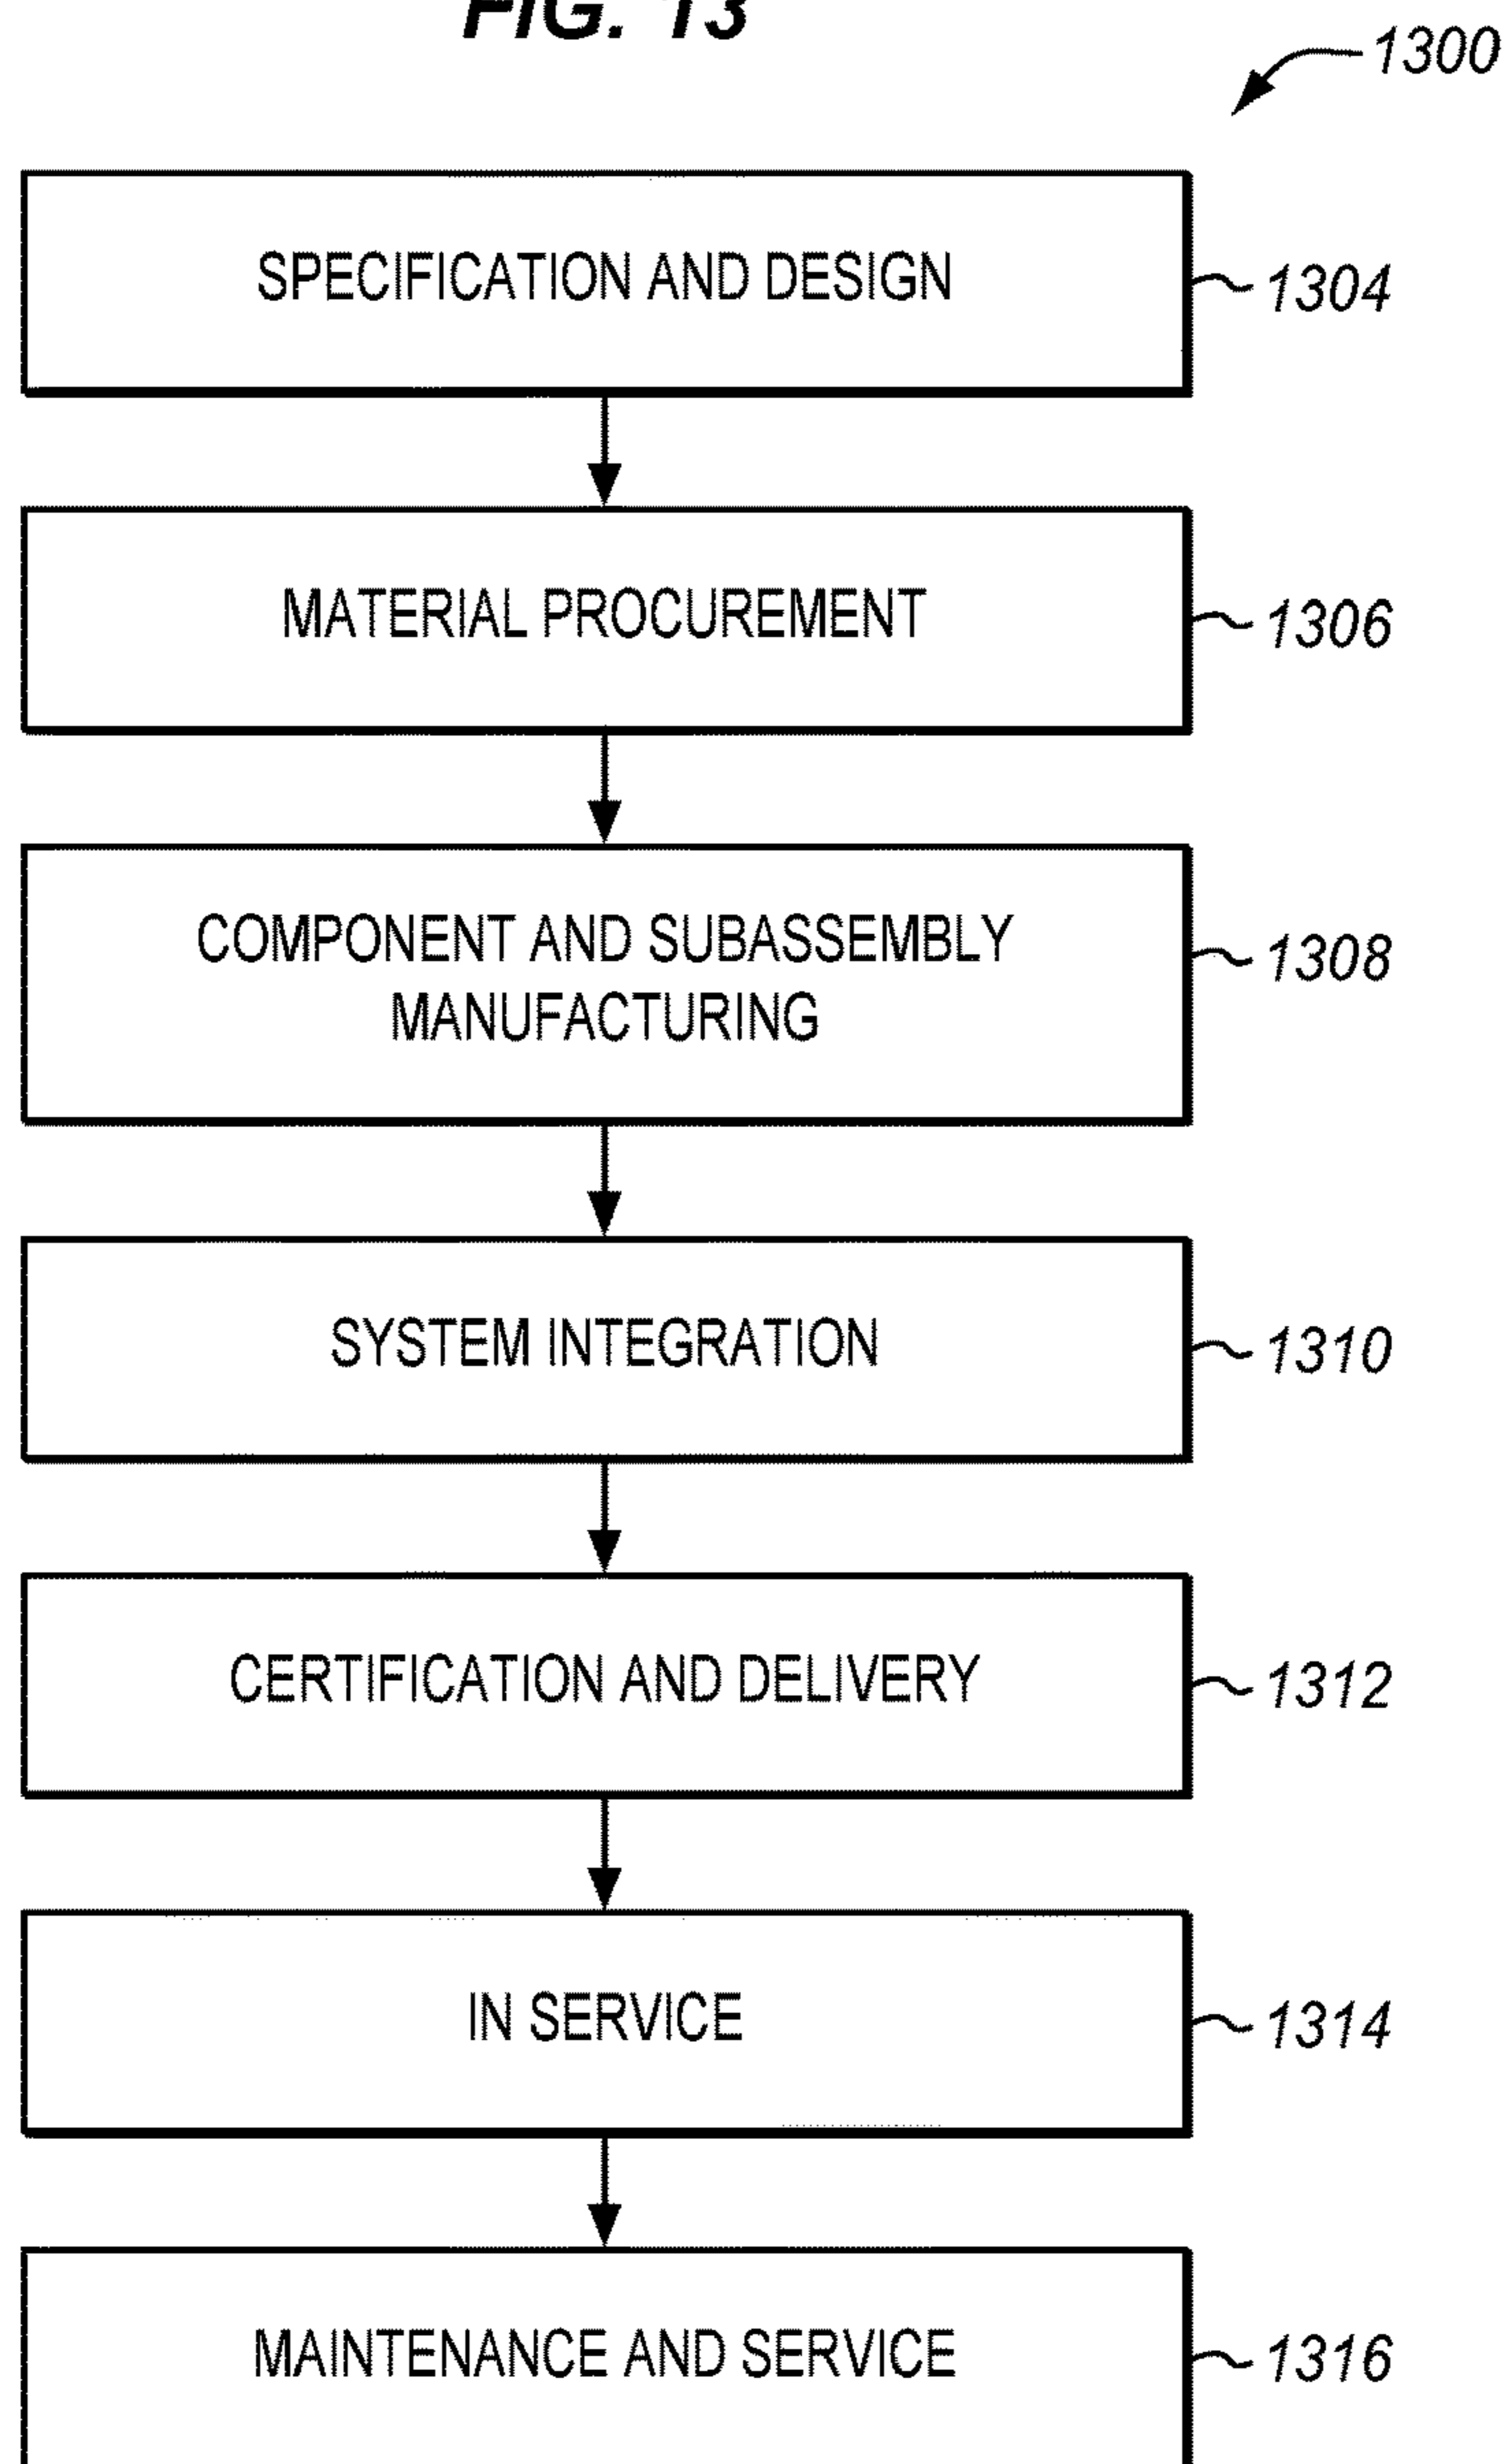 FIG. 13
1300
SPECIFICATION AND DESIGN
1304
MATERIAL PROCUREMENT
1306
COMPONENT AND SUBASSEMBLY
MANUFACTURING
1308
SYSTEM INTEGRATION
1310
CERTIFICATION AND DELIVERY
1312
IN SERVICE
1314
MAINTENANCE AND SERVICE
1316